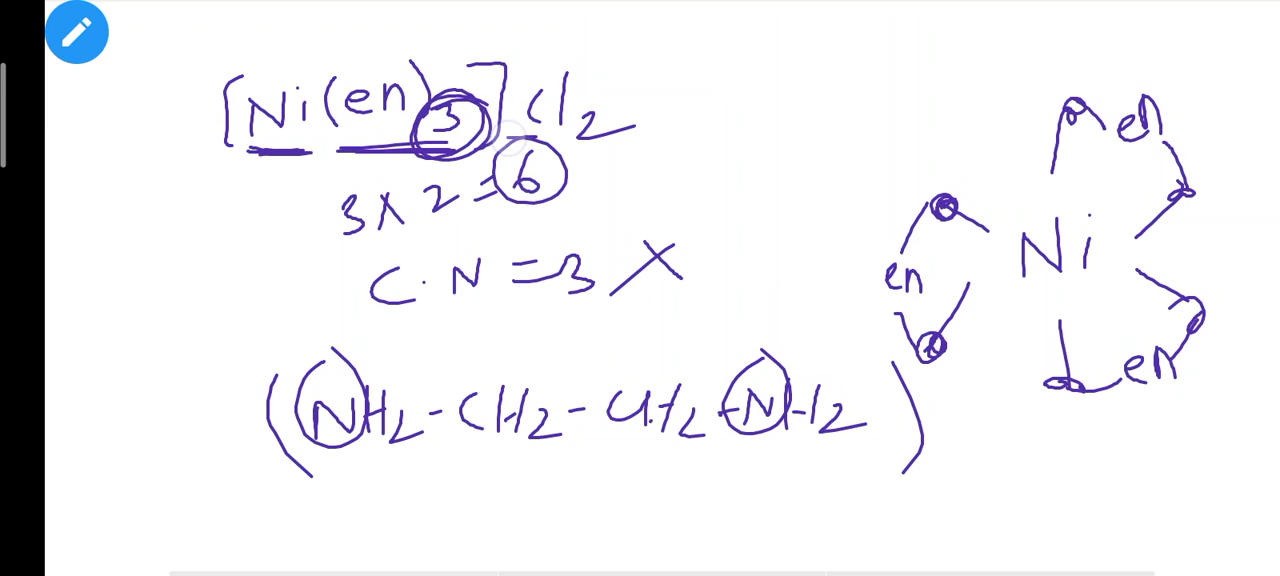 [Ni(en)3]Cl2
3 x 2 = 6
C.N = 3 X
(NH2-CH2-CH2-NH2)
en
en
Ni
en